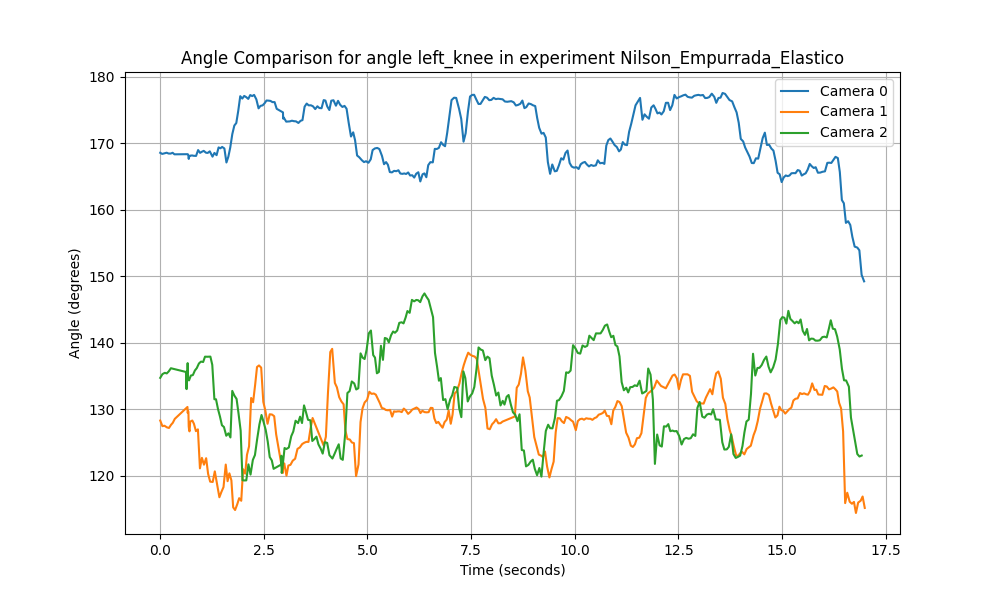 Angle Comparison for angle left_knee in experiment Nilson_Empurrada_Elastico
Camera 0
Camera 1
Camera 2
Angle (degrees)
180
170
160
150
140
130
120
0.0 2.5 5.0 7.5 10.0 12.5 15.0 17.5
Time (seconds)